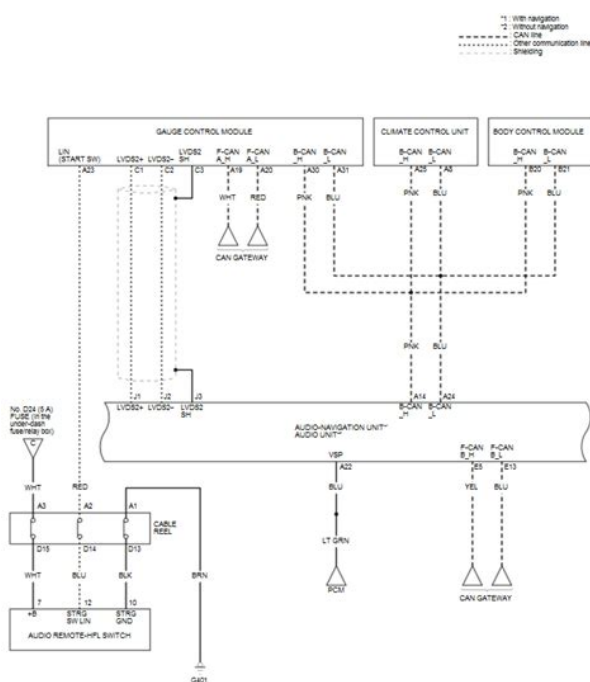 *1 : With navigation
*2 : Without navigation
: CAN line
: Other communication line
: Shielding
GAUGE CONTROL MODULE
CLIMATE CONTROL UNIT
BODY CONTROL MODULE
LIN
(START SW)
LVDS2+
LVDS2–
LVDS2
SH
F-CAN
A_H
F-CAN
A_L
B-CAN
_H
B-CAN
_L
B-CAN
_H
B-CAN
_L
B-CAN
_H
B-CAN
_L
A23
C1
C2
C3
A19
A20
A30
A31
A25
A8
B20
B21
WHT
RED
PNK
BLU
PNK
BLU
PNK
BLU
CAN GATEWAY
PNK
BLU
J1
J2
J3
A14
A24
LVDS2+
LVDS2–
LVDS2
SH
B-CAN
_H
B-CAN
_L
No. D24 (5 A)
FUSE (In the
under-dash
fuse/relay box)
C
AUDIO-NAVIGATION UNIT*1
AUDIO UNIT*2
VSP
F-CAN
B_H
F-CAN
B_L
A22
E5
E13
WHT
RED
BLU
YEL
BLU
A3
A2
A1
CABLE
REEL
LT GRN
D15
D14
D13
WHT
BLU
BLK
BRN
PCM
CAN GATEWAY
7
12
10
+B
STRG
SW LIN
STRG
GND
AUDIO REMOTE-HFL SWITCH
G401